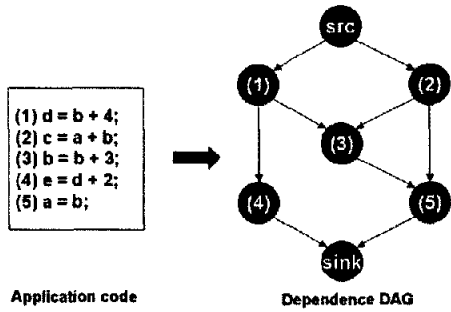 src
(1)
(2)
(1) d = b + 4;
(2) c = a + b;
(3) b = b + 3;
(4) e = d + 2;
(5) a = b;
(3)
(4)
(5)
sink
Application code
Dependence DAG